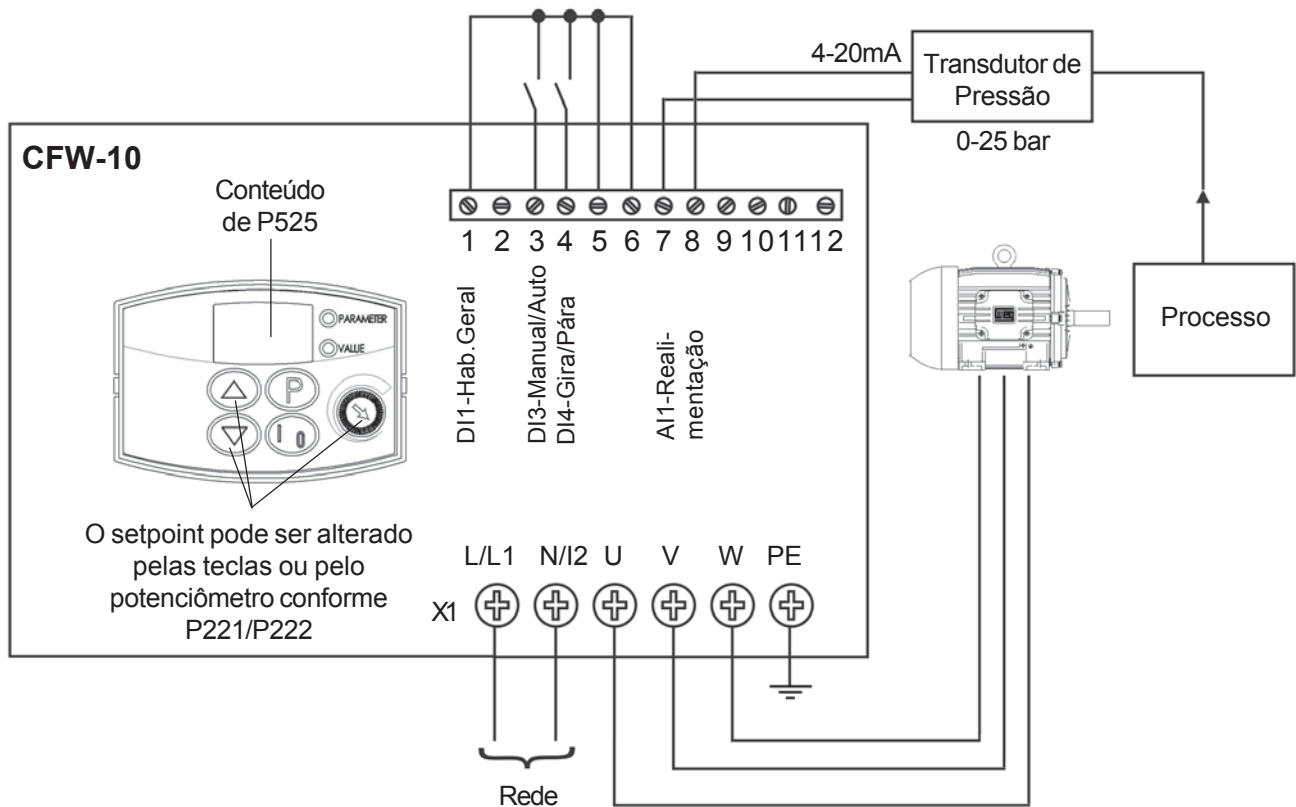 4-20mA
Transdutor de
Pressão
0-25 bar
CFW-10
Conteúdo
de P525
1 2 3 4 5 6 7 8 9 10 11 12
PARAMETER
VALUE
P
I 0
DI1-Hab.Geral
DI3-Manual/Auto
DI4-Gira/Pára
AI1-Reali-
mentação
WEG
Processo
O setpoint pode ser alterado
pelas teclas ou pelo
potenciômetro conforme
P221/P222
L/L1 N/I2 U V W PE
X1
Rede